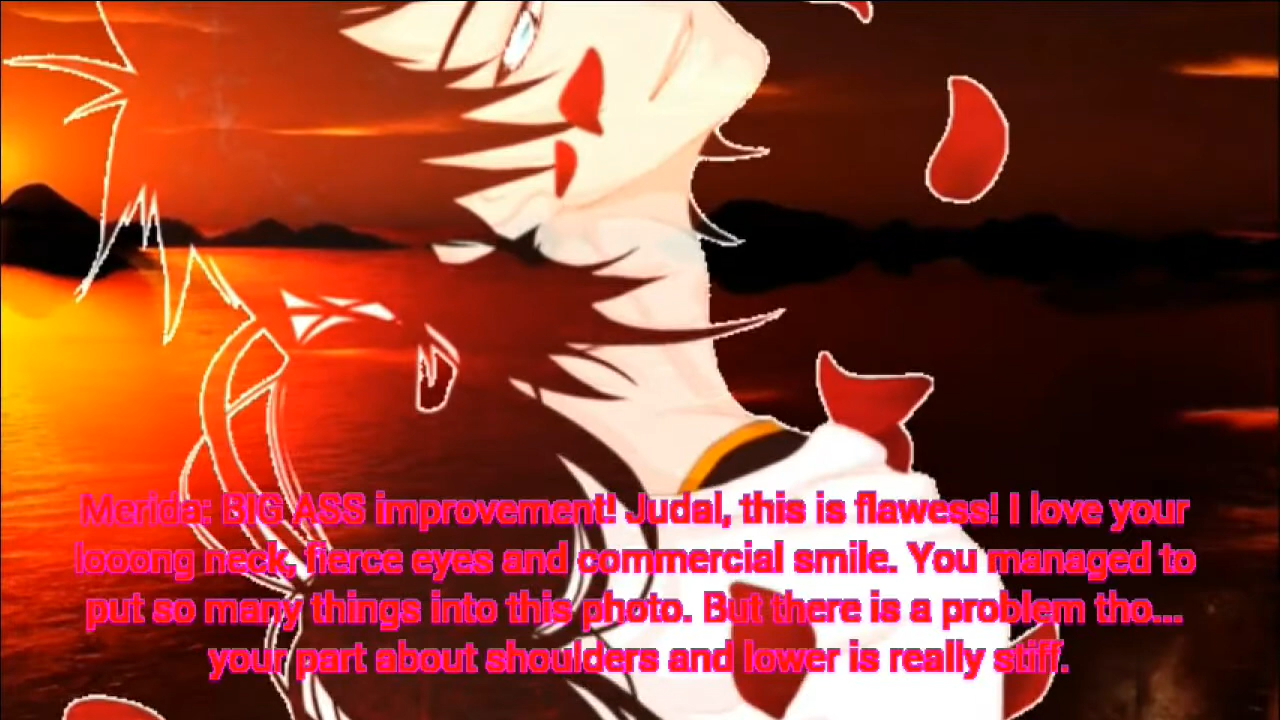 Merida: BIG ASS improvement! Judal, this is flawess! I love your
looong neck, fierce eyes and commercial smile. You managed to
put so many things into this photo. But there is a problem tho...
your part about shoulders and lower is really stiff.